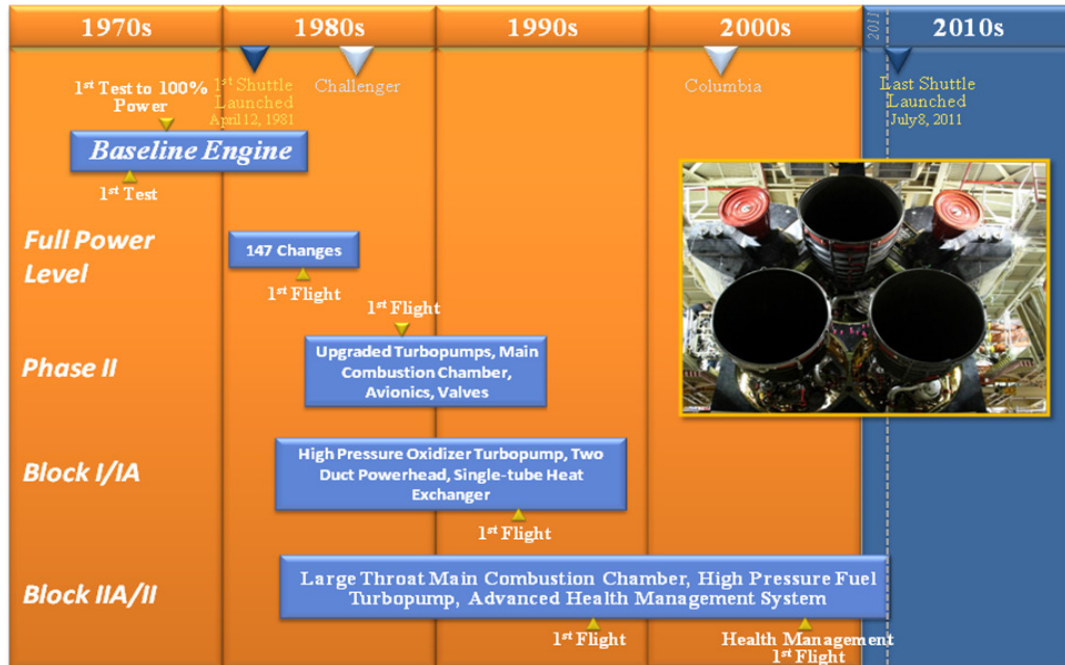 1970s
1980s
1990s
2000s
2011
2010s
1st Test to 100%
Power
1st Shuttle
Launched
April 12, 1981
Challenger
Columbia
Last Shuttle
Launched
July 8, 2011
Baseline Engine
1st Test
Full Power
Level
147 Changes
1st Flight
1st Flight
Phase II
Upgraded Turbopumps, Main
Combustion Chamber,
Avionics, Valves
Block I/IA
High Pressure Oxidizer Turbopump, Two
Duct Powerhead, Single-tube Heat
Exchanger
1st Flight
Block IIA/II
Large Throat Main Combustion Chamber, High Pressure Fuel
Turbopump, Advanced Health Management System
1st Flight
Health Management
1st Flight